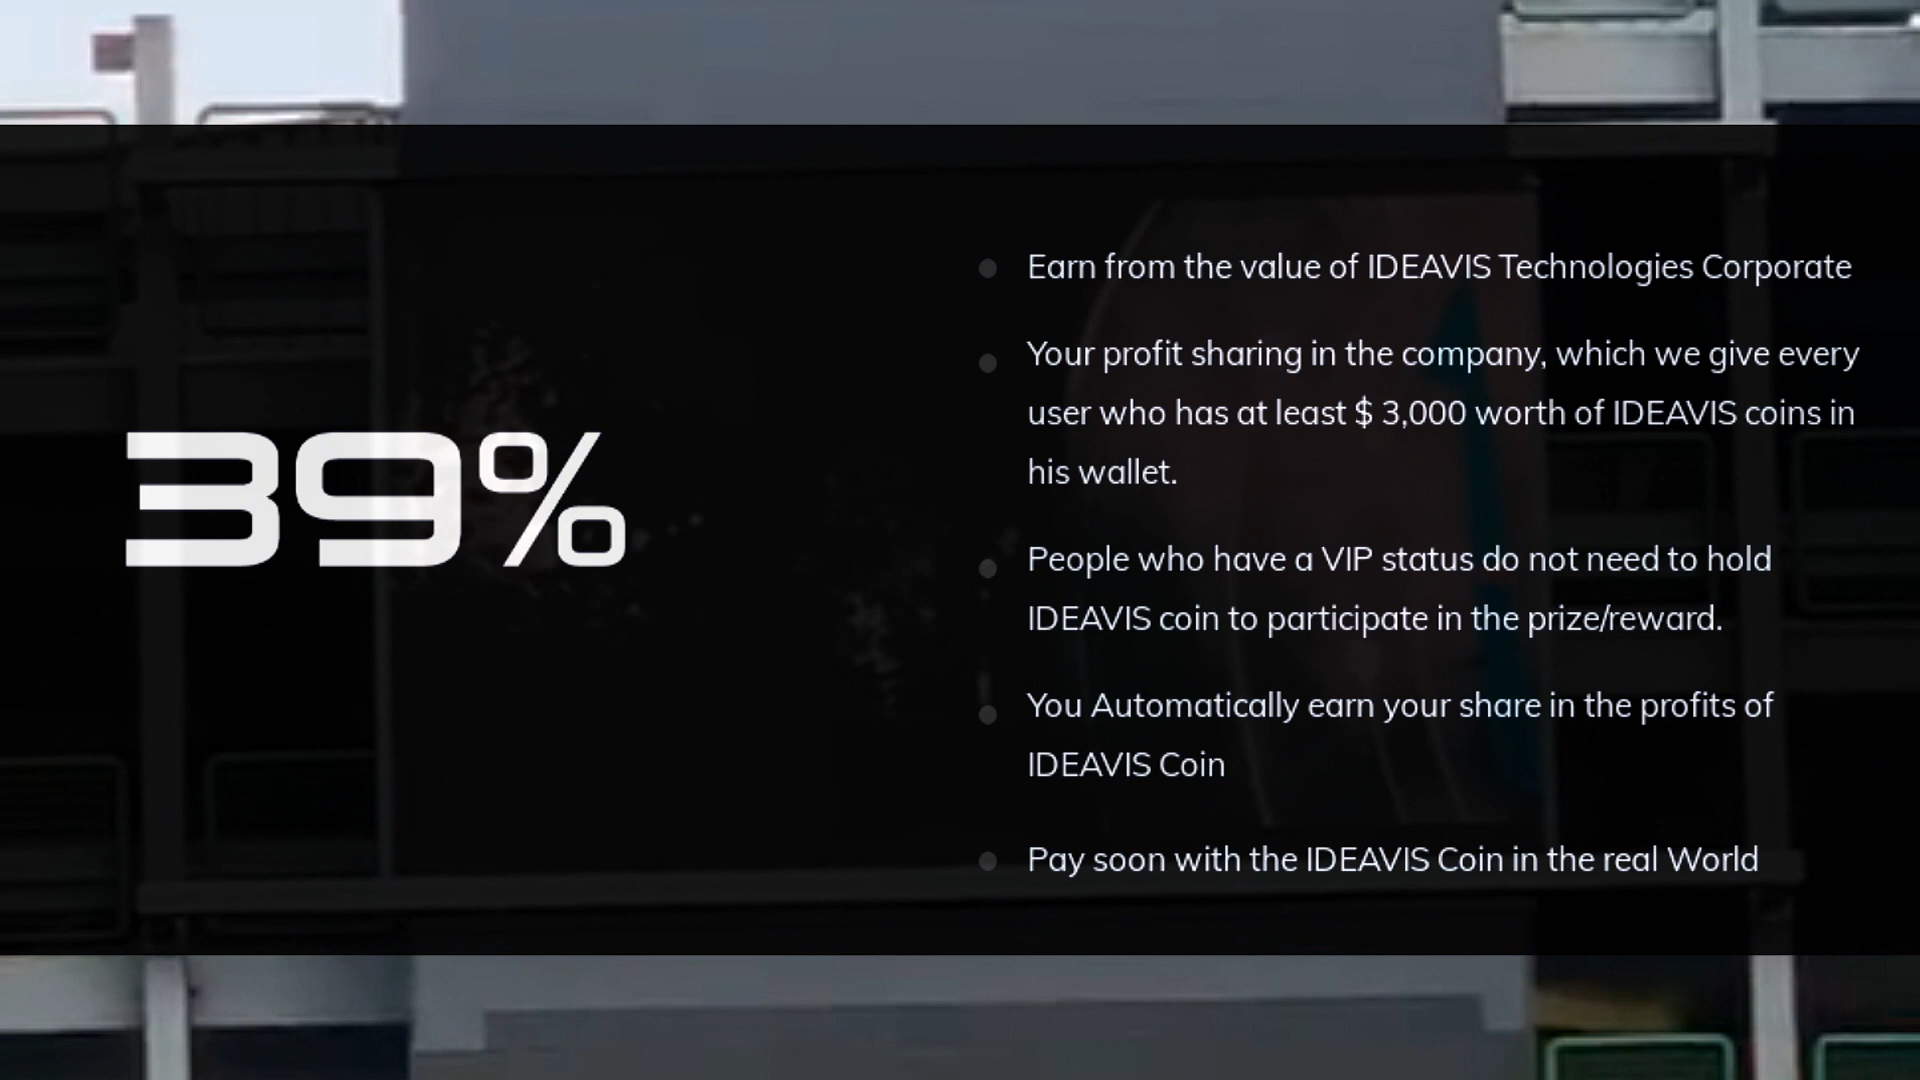 39%
Earn from the value of IDEAVIS Technologies Corporate
Your profit sharing in the company, which we give every
user who has at least $ 3,000 worth of IDEAVIS coins in
his wallet.
People who have a VIP status do not need to hold
IDEAVIS coin to participate in the prize/reward.
You Automatically earn your share in the profits of
IDEAVIS Coin
Pay soon with the IDEAVIS Coin in the real World